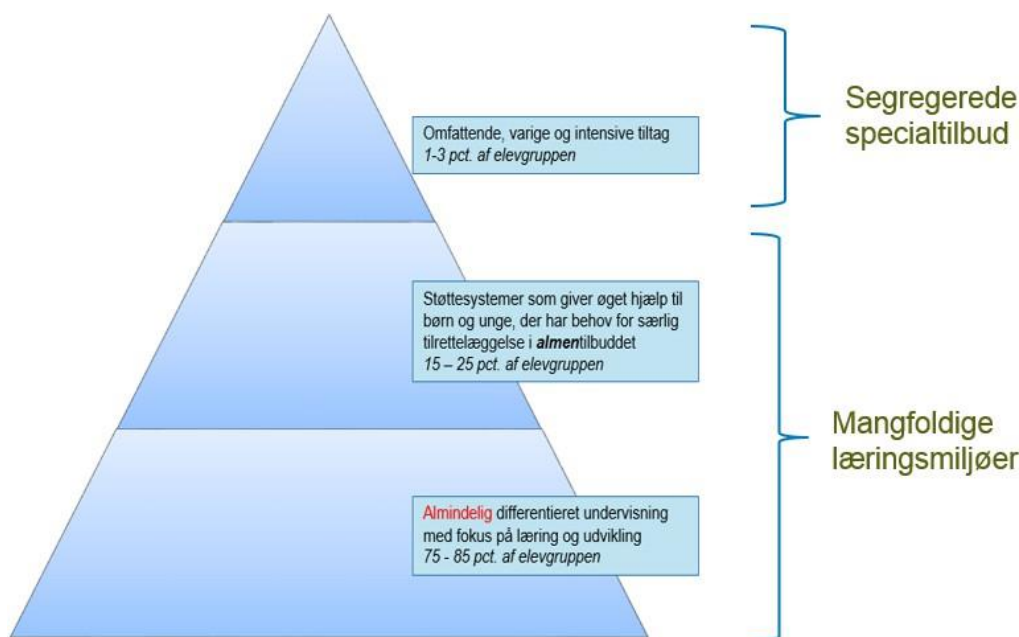 Omfattende, varige og intensive tiltag
1-3 pct. af elevgruppen
Segregerede
specialtilbud
Støttesystemer som giver øget hjælp til
børn og unge, der har behov for særlig
tilrettelæggelse i almentilbuddet
15 – 25 pct. af elevgruppen
Mangfoldige
læringsmiljøer
Almindelig differentieret undervisning
med fokus på læring og udvikling
75 - 85 pct. af elevgruppen